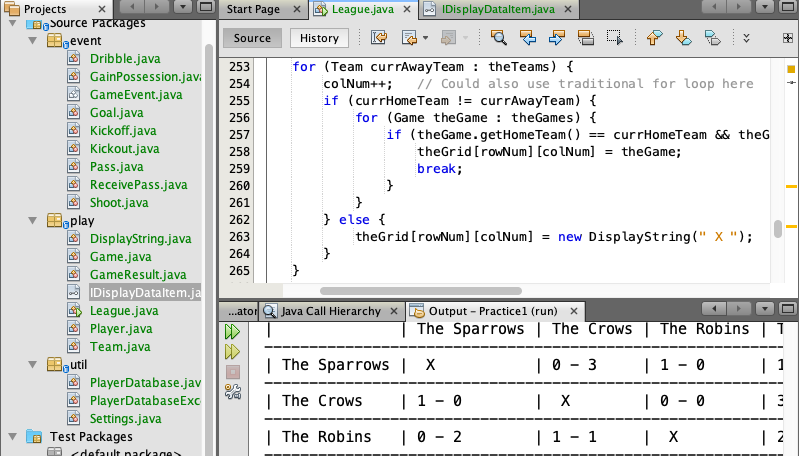 Projects
Source Packages
event
Dribble.java
GainPossession.java
GameEvent.java
Goal.java
Kickoff.java
Kickout.java
Pass.java
ReceivePass.java
Shoot.java
play
DisplayString.java
Game.java
GameResult.java
IDisplayDataItem.ja
League.java
Player.java
Team.java
util
PlayerDatabase.jav
PlayerDatabaseExc
Settings.java
Test Packages
<default package>
Start Page
League.java
IDisplayDataItem.java
Source History
253 for (Team currAwayTeam : theTeams) {
254 colNum++; // Could also use traditional for loop here
255 if (currHomeTeam != currAwayTeam) {
256 for (Game theGame : theGames) {
257 if (theGame.getHomeTeam() == currHomeTeam && theG
258 theGrid[rowNum][colNum] = theGame;
259 break;
260 }
261 }
262 } else {
263 theGrid[rowNum][colNum] = new DisplayString(" X ");
264 }
265 }
...ator Java Call Hierarchy Output – Practice1 (run)
| | The Sparrows | The Crows | The Robins | T
| The Sparrows | X | 0 - 3 | 1 - 0 | 1
| The Crows | 1 - 0 | X | 0 - 0 | 3
| The Robins | 0 - 2 | 1 - 1 | X | 2